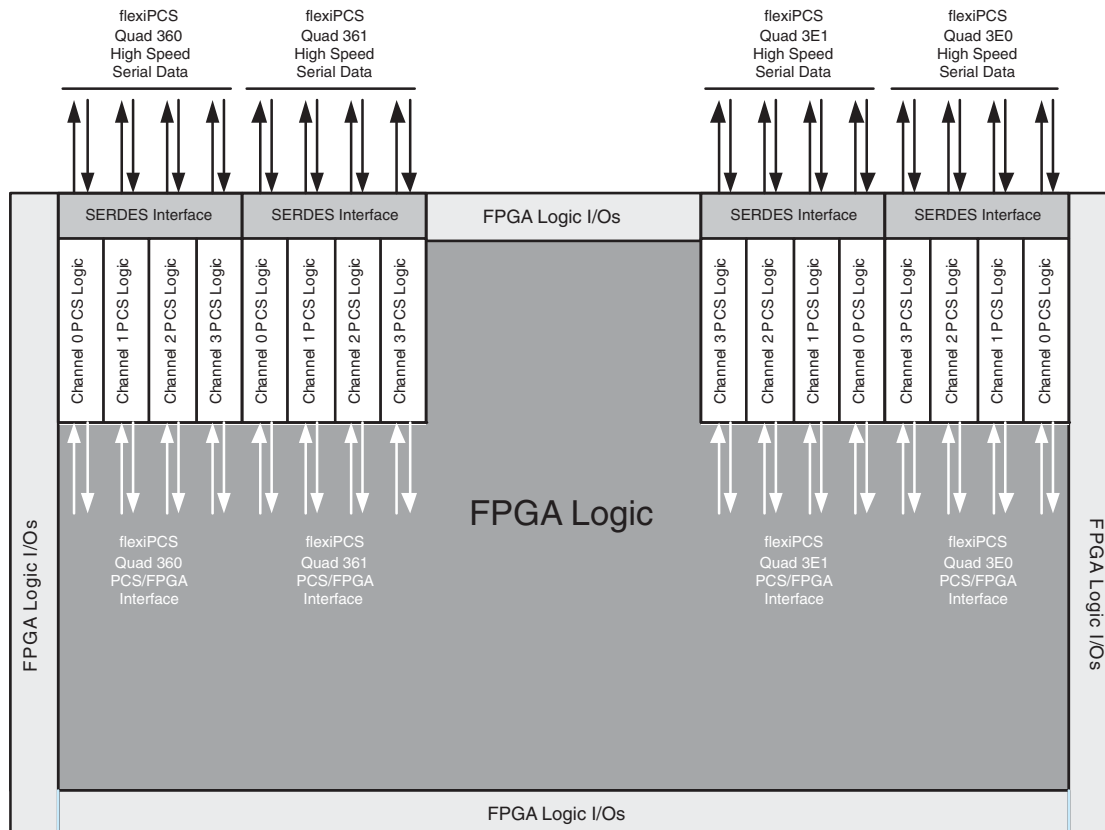 flexiPCS
Quad 360
High Speed
Serial Data
flexiPCS
Quad 361
High Speed
Serial Data
flexiPCS
Quad 3E1
High Speed
Serial Data
flexiPCS
Quad 3E0
High Speed
Serial Data
SERDES Interface
SERDES Interface
FPGA Logic I/Os
SERDES Interface
SERDES Interface
Channel 0 PCS Logic
Channel 1 PCS Logic
Channel 2 PCS Logic
Channel 3 PCS Logic
Channel 0 PCS Logic
Channel 1 PCS Logic
Channel 2 PCS Logic
Channel 3 PCS Logic
Channel 3 PCS Logic
Channel 2 PCS Logic
Channel 1 PCS Logic
Channel 0 PCS Logic
Channel 3 PCS Logic
Channel 2 PCS Logic
Channel 1 PCS Logic
Channel 0 PCS Logic
FPGA Logic I/Os
FPGA Logic
FPGA Logic I/Os
flexiPCS
Quad 360
PCS/FPGA
Interface
flexiPCS
Quad 361
PCS/FPGA
Interface
flexiPCS
Quad 3E1
PCS/FPGA
Interface
flexiPCS
Quad 3E0
PCS/FPGA
Interface
FPGA Logic I/Os